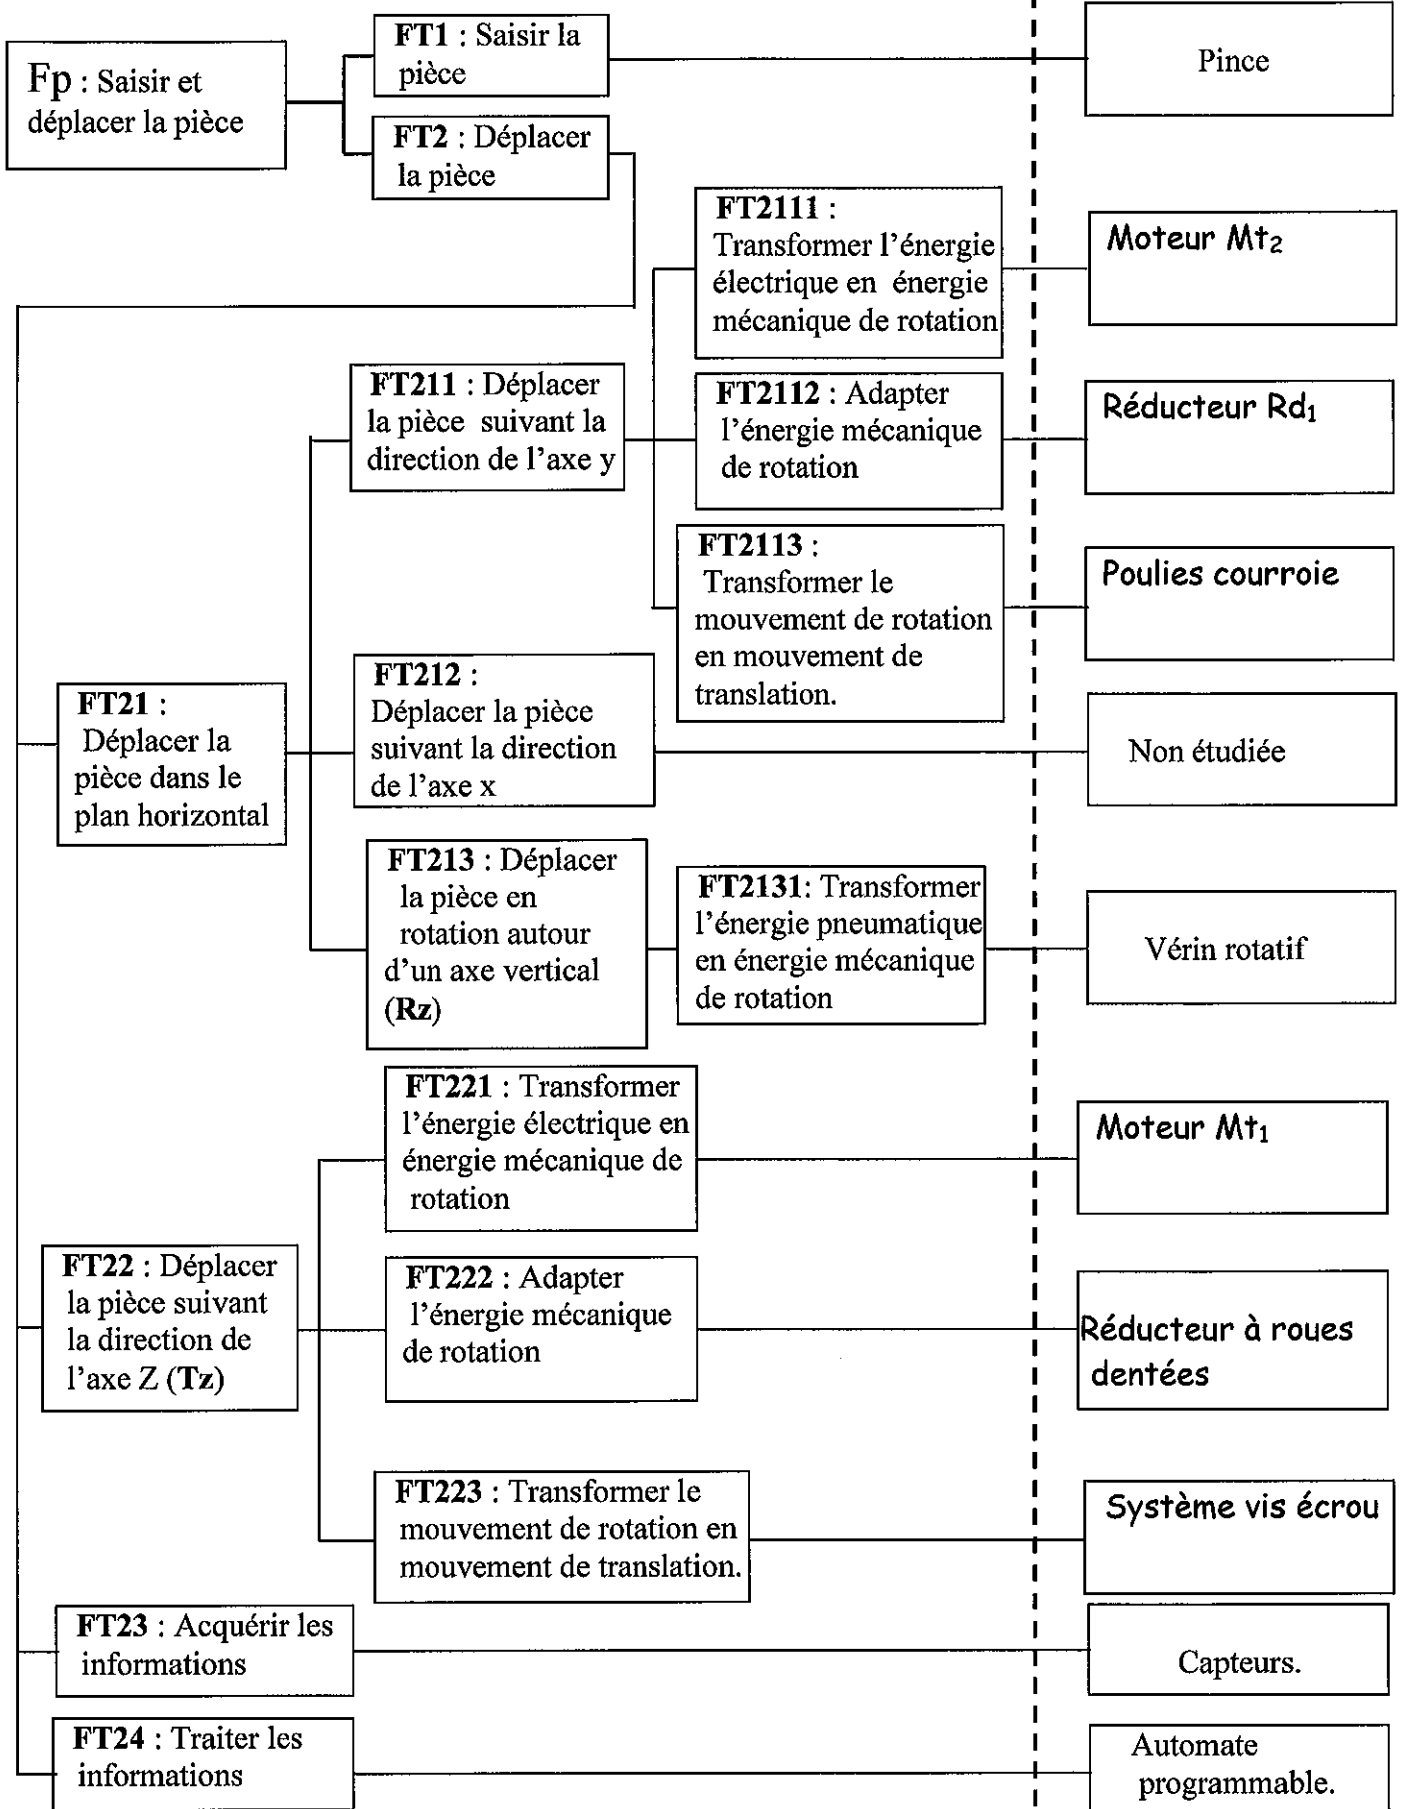 Fp : Saisir et
déplacer la pièce
FT1 : Saisir la
pièce
Pince
FT2 : Déplacer
la pièce
FT2111 :
Transformer l’énergie
électrique en énergie
mécanique de rotation
Moteur Mt₂
FT211 : Déplacer
la pièce suivant la
direction de l’axe y
FT2112 : Adapter
l’énergie mécanique
de rotation
Réducteur Rd₁
FT2113 :
Transformer le
mouvement de rotation
en mouvement de
translation.
Poulies courroie
FT21 :
Déplacer la
pièce dans le
plan horizontal
FT212 :
Déplacer la pièce
suivant la direction
de l’axe x
Non étudiée
FT213 : Déplacer
la pièce en
rotation autour
d’un axe vertical
(Rz)
FT2131: Transformer
l’énergie pneumatique
en énergie mécanique
de rotation
Vérin rotatif
FT221 : Transformer
l’énergie électrique en
énergie mécanique de
rotation
Moteur Mt₁
FT22 : Déplacer
la pièce suivant
la direction de
l’axe Z (Tz)
FT222 : Adapter
l’énergie mécanique
de rotation
Réducteur à roues
dentées
FT223 : Transformer le
mouvement de rotation en
mouvement de translation.
Système vis écrou
FT23 : Acquérir les
informations
Capteurs.
FT24 : Traiter les
informations
Automate
programmable.